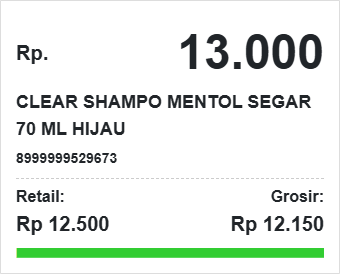 Rp. 13.000
CLEAR SHAMPO MENTOL SEGAR
70 ML HIJAU
8999999529673
Retail: Grosir:
Rp 12.500 Rp 12.150